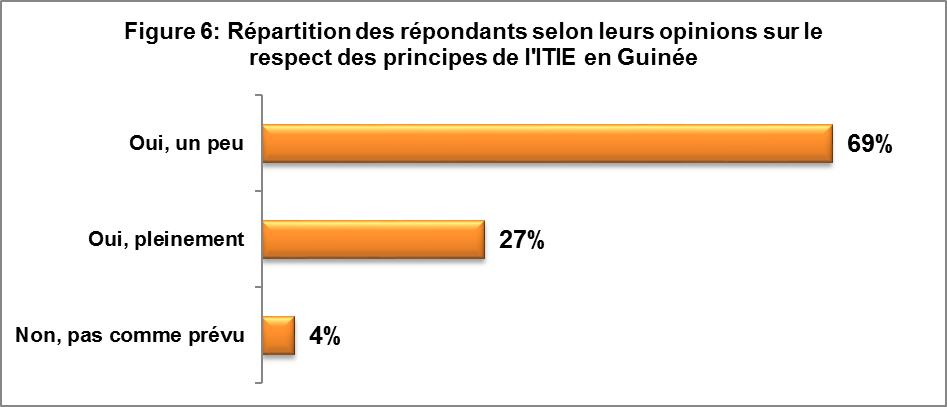 Figure 6: Répartition des répondants selon leurs opinions sur le
respect des principes de l'ITIE en Guinée
Oui, un peu
69%
Oui, pleinement
27%
Non, pas comme prévu
4%